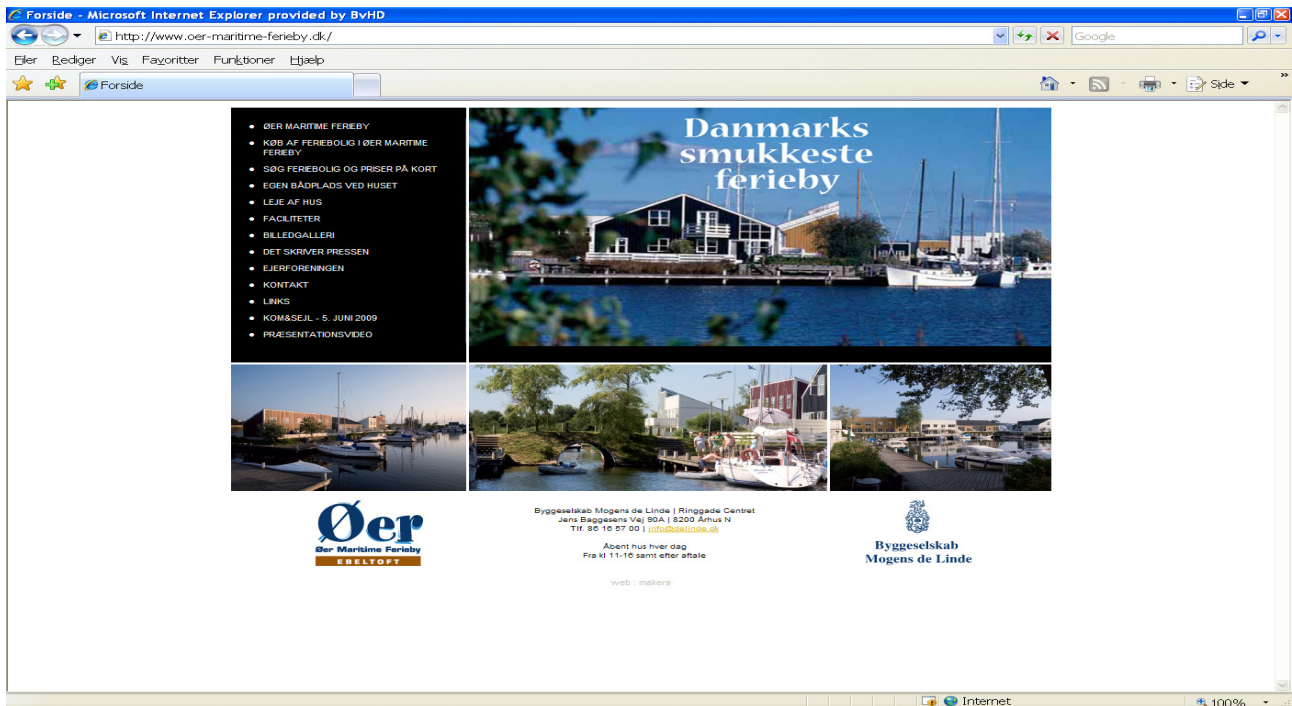 Forside - Microsoft Internet Explorer provided by BvHD
http://www.oer-maritime-ferieby.dk/
Google
Filer Rediger Vis Favoritter Funktioner Hjælp
Forside
Side
ØER MARITIME FERIEBY
KØB AF FERIEBOLIG I ØER MARITIME
FERIEBY
SØG FERIEBOLIG OG PRISER PÅ KORT
EGEN BÅDPLADS VED HUSET
LEJE AF HUS
FACILITETER
BILLEDGALLERI
DET SKRIVER PRESSEN
EJERFORENINGEN
KONTAKT
LINKS
KOM&SEJL - 5. JUNI 2009
PRÆSENTATIONSVIDEO
Danmarks
smukkeste
ferieby
Øer
Øer Maritime Ferieby
EBELTOFT
Byggeselskab Mogens de Linde | Ringgade Centret
Jens Baggesens Vej 90A | 8200 Århus N
Tlf. 86 16 57 00 | info@delinde.dk
Åbent hus hver dag
Fra kl 11-16 samt efter aftale
web : makers
Byggeselskab
Mogens de Linde
Internet
100%